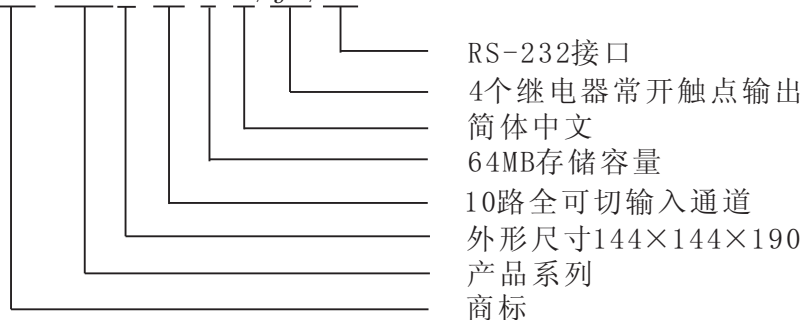 RS-232接口
4个继电器常开触点输出
简体中文
64MB存储容量
10路全可切输入通道
外形尺寸144×144×190
产品系列
商标